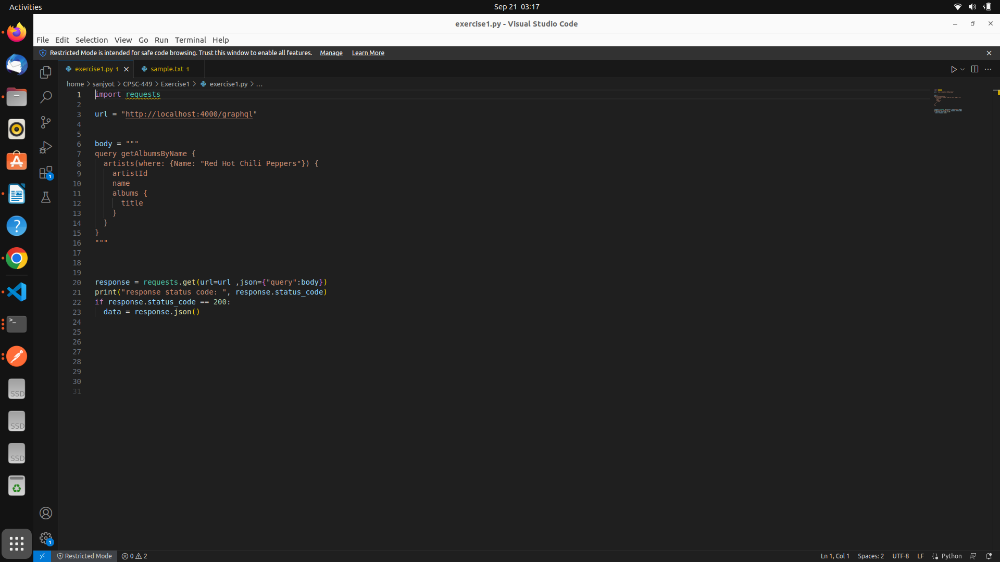 Activities
Sep 21 03:17
exercise1.py - Visual Studio Code
File Edit Selection View Go Run Terminal Help
Restricted Mode is intended for safe code browsing. Trust this window to enable all features. Manage Learn More
exercise1.py 1 sample.txt 1
home > sanjyot > CPSC-449 > Exercise1 > exercise1.py > ...
1 import requests
2
3 url = "http://localhost:4000/graphql"
4
5
6 body = """
7 query getAlbumsByName {
8 artists(where: {Name: "Red Hot Chili Peppers"}) {
9 artistId
10 name
11 albums {
12 title
13 }
14 }
15 }
16 """
17
18
19
20 response = requests.get(url=url ,json={"query":body})
21 print("response status code: ", response.status_code)
22 if response.status_code == 200:
23 data = response.json()
24
25
26
27
28
29
30
31
1
1
>_
?
SSD
SSD
SSD
Restricted Mode 0 2
Ln 1, Col 1 Spaces: 2 UTF-8 LF Python